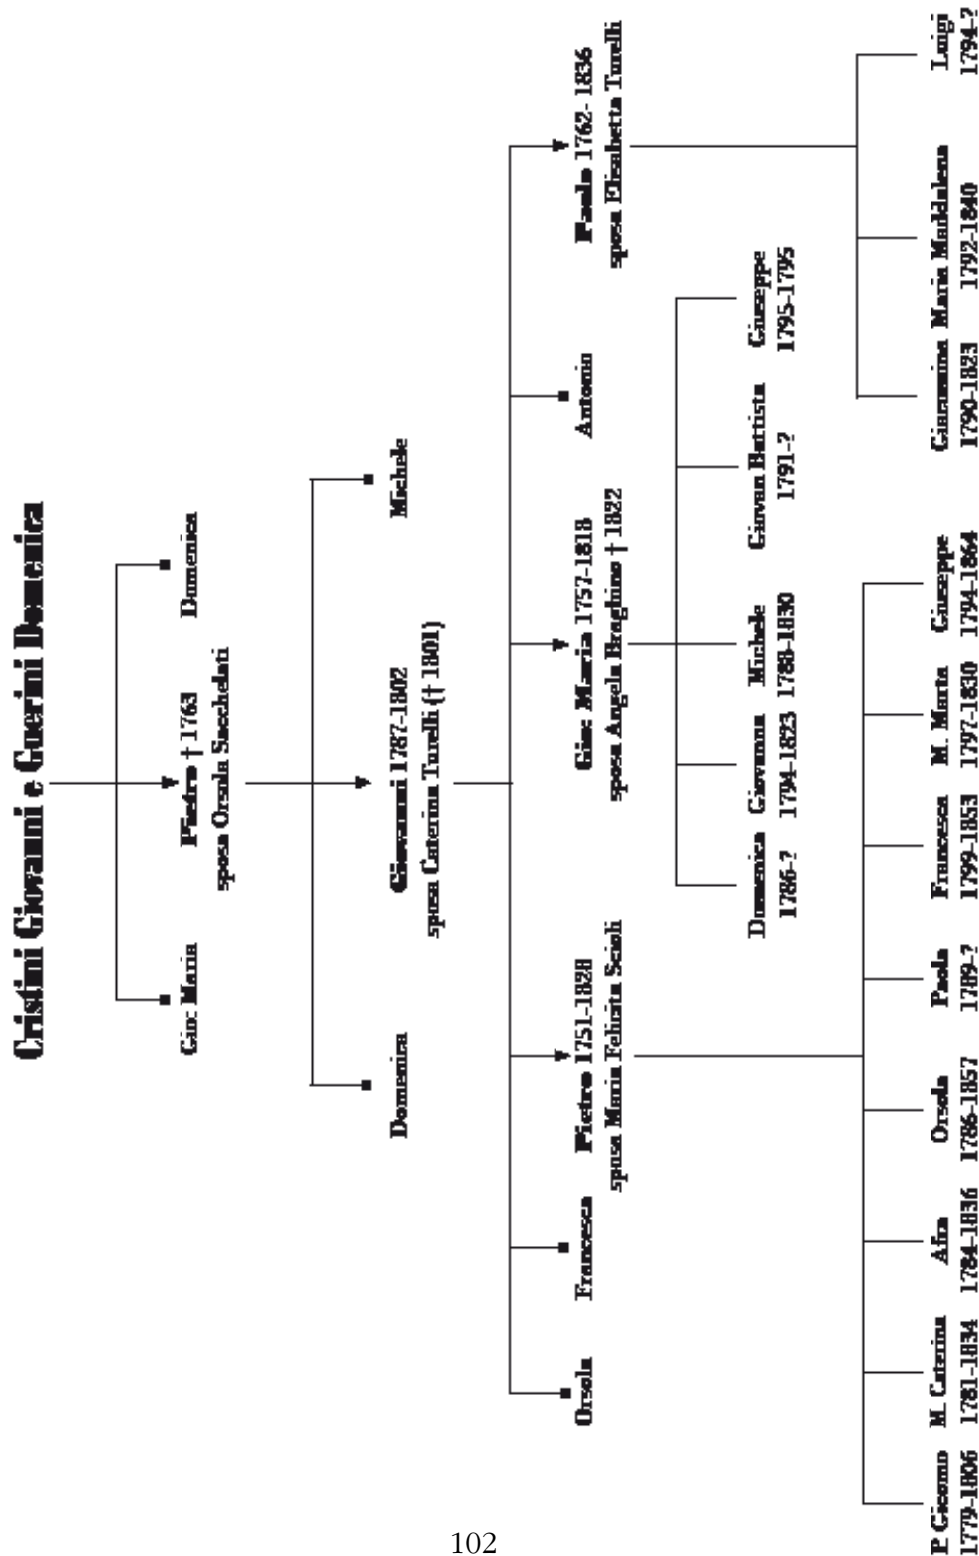 Cristini Giovanni e Guerini Domenica
Gio: Maria
Pietro † 1763
sposa Orsola Sacchelati
Domenica
Domenica
Giovanni 1787-1802
sposa Caterina Turelli († 1801)
Michele
Orsola
Francesca
Pietro 1751-1828
sposa Maria Felicita Scioli
Gio: Maria 1757-1818
sposa Angela Braghino † 1822
Antonio
Paolo 1762- 1836
sposa Elisabetta Turelli
Domenica
1786-?
Giovanna
1794-1823
Michele
1788-1830
Giovan Battista
1791-?
Giuseppe
1795-1795
P. Giacomo
1779-1806
M. Caterina
1781-1834
Afra
1784-1836
Orsola
1786-1857
Paola
1789-?
Francesca
1799-1853
M. Marta
1797-1830
Giuseppe
1794-1864
Giacomina
1790-1823
Maria Maddalena
1792-1840
Luigi
1794-?
102